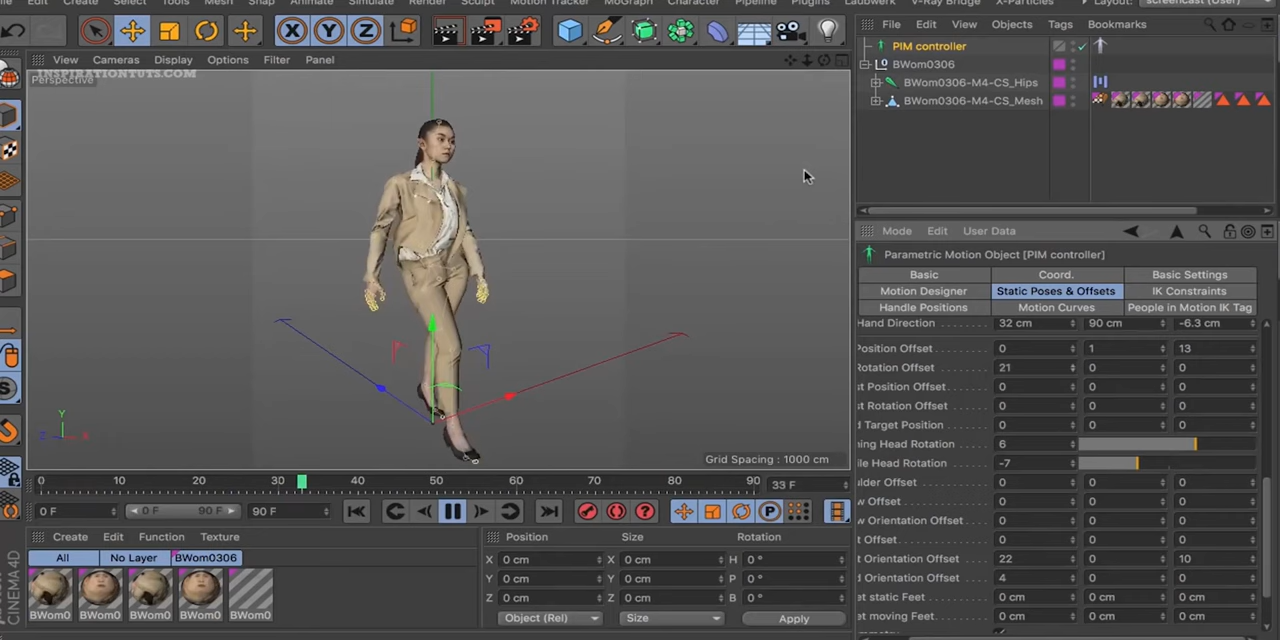 Edit Create Select Tools Mesh Snap Animate Simulate Render Sculpt Motion Tracker MoGraph Character Pipeline Plugins Laubwerk V-Ray Bridge X-Particles Layout: screencast (User)
X Y Z
File Edit View Objects Tags Bookmarks
View Cameras Display Options Filter Panel
INSPIRATIONTUTS.COM
Perspective
PIM controller
BWom0306
BWom0306-M4-CS_Hips
BWom0306-M4-CS_Mesh
Mode Edit User Data
Parametric Motion Object [PIM controller]
Basic Coord. Basic Settings
Motion Designer Static Poses & Offsets IK Constraints
Handle Positions Motion Curves People in Motion IK Tag
Hand Direction 32 cm 90 cm -6.3 cm
Position Offset 0 1 13
Rotation Offset 21 0 0
st Position Offset 0 0 0
st Rotation Offset 0 0 0
d Target Position 0 0 0
ing Head Rotation 6
ile Head Rotation -7
ulder Offset 0 0 0
w Offset 0 0 0
w Orientation Offset 0 0 0
t Offset 0 0 0
t Orientation Offset 22 0 10
d Orientation Offset 4 0 0
et static Feet 0 cm 0 cm 0 cm
et moving Feet 0 cm 0 cm 0 cm
Y
Z X
Grid Spacing : 1000 cm
0 10 20 30 40 50 60 70 80 90 33 F
0 F 0 F 90 F 90 F
P
Create Edit Function Texture
All No Layer BWom0306
BWom0 BWom0 BWom0 BWom0 BWom0
Position Size Rotation
X 0 cm X 0 cm H 0 °
Y 0 cm Y 0 cm P 0 °
Z 0 cm Z 0 cm B 0 °
Object (Rel) Size Apply
CINEMA 4D